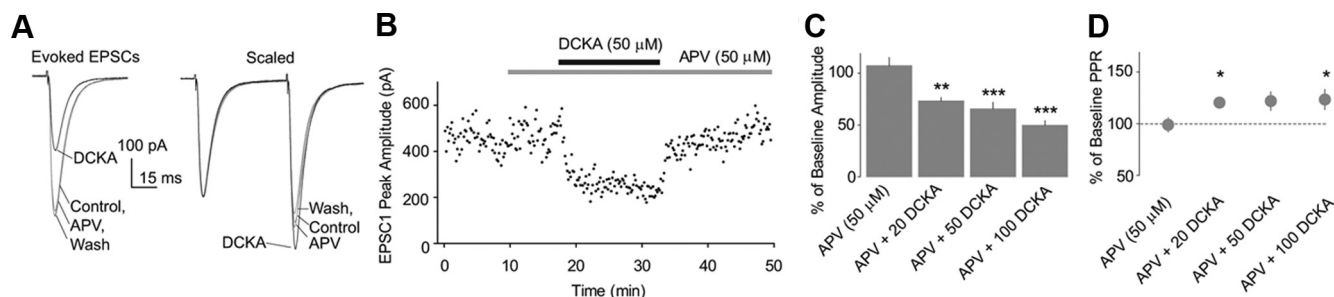 A
Evoked EPSCs
Scaled
DCKA
100 pA
15 ms
Control,
APV,
Wash
Wash,
Control
APV
DCKA
B
DCKA (50 μM)
APV (50 μM)
EPSC1 Peak Amplitude (pA)
600
400
200
0
0 10 20 30 40 50
Time (min)
C
% of Baseline Amplitude
100
50
0
** *** ***
APV (50 μM)
APV + 20 DCKA
APV + 50 DCKA
APV + 100 DCKA
D
% of Baseline PPR
150
100
50
* *
APV (50 μM)
APV + 20 DCKA
APV + 50 DCKA
APV + 100 DCKA